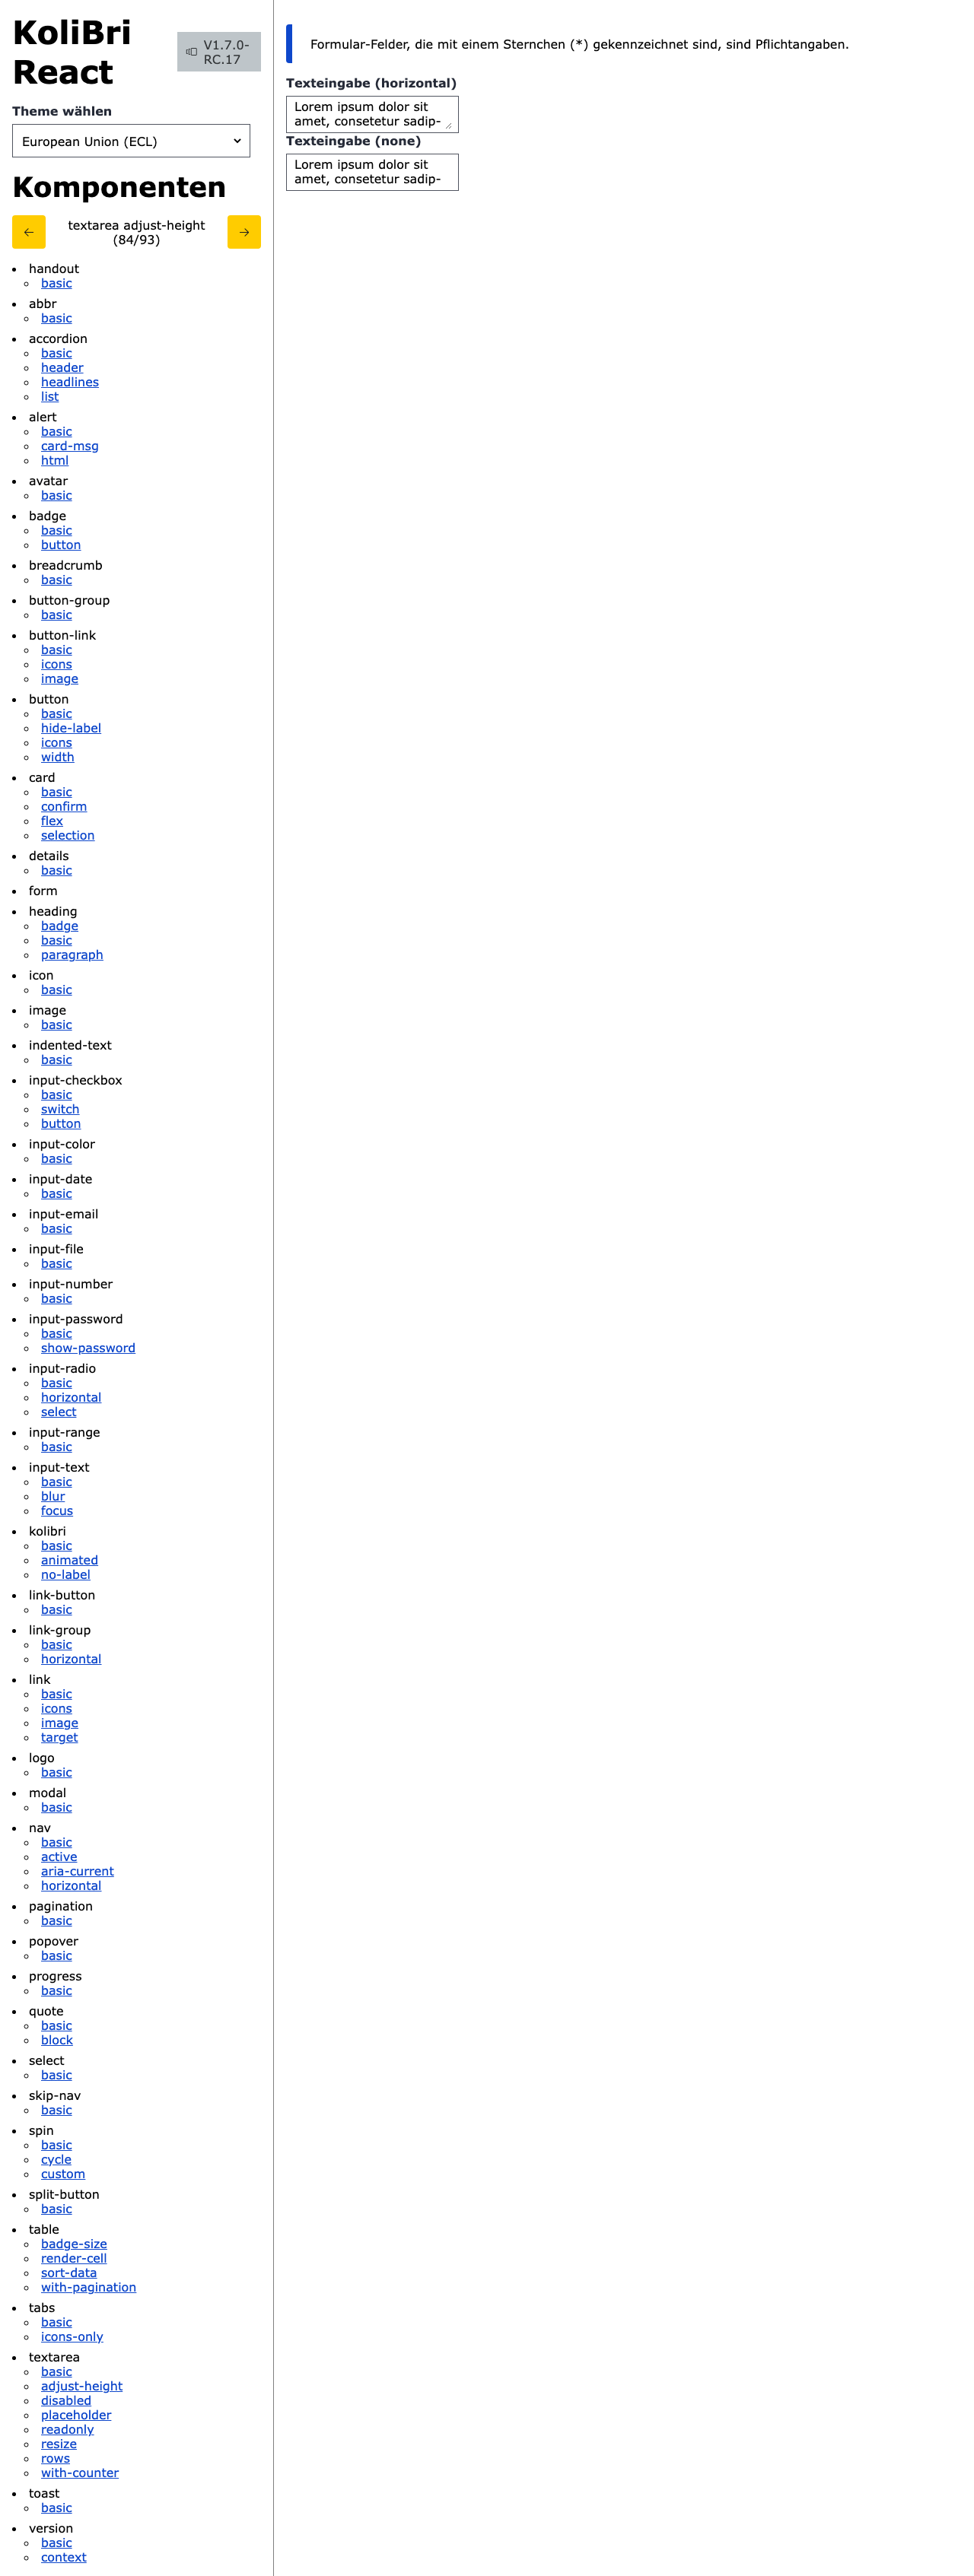 KoliBri
React
V1.7.0-
RC.17
Theme wählen
European Union (ECL)
Komponenten
←
textarea adjust-height
(84/93)
→
handout
basic
abbr
basic
accordion
basic
header
headlines
list
alert
basic
card-msg
html
avatar
basic
badge
basic
button
breadcrumb
basic
button-group
basic
button-link
basic
icons
image
button
basic
hide-label
icons
width
card
basic
confirm
flex
selection
details
basic
form
heading
badge
basic
paragraph
icon
basic
image
basic
indented-text
basic
input-checkbox
basic
switch
button
input-color
basic
input-date
basic
input-email
basic
input-file
basic
input-number
basic
input-password
basic
show-password
input-radio
basic
horizontal
select
input-range
basic
input-text
basic
blur
focus
kolibri
basic
animated
no-label
link-button
basic
link-group
basic
horizontal
link
basic
icons
image
target
logo
basic
modal
basic
nav
basic
active
aria-current
horizontal
pagination
basic
popover
basic
progress
basic
quote
basic
block
select
basic
skip-nav
basic
spin
basic
cycle
custom
split-button
basic
table
badge-size
render-cell
sort-data
with-pagination
tabs
basic
icons-only
textarea
basic
adjust-height
disabled
placeholder
readonly
resize
rows
with-counter
toast
basic
version
basic
context
Formular-Felder, die mit einem Sternchen (*) gekennzeichnet sind, sind Pflichtangaben.
Texteingabe (horizontal)
Lorem ipsum dolor sit
amet, consetetur sadip-
Texteingabe (none)
Lorem ipsum dolor sit
amet, consetetur sadip-